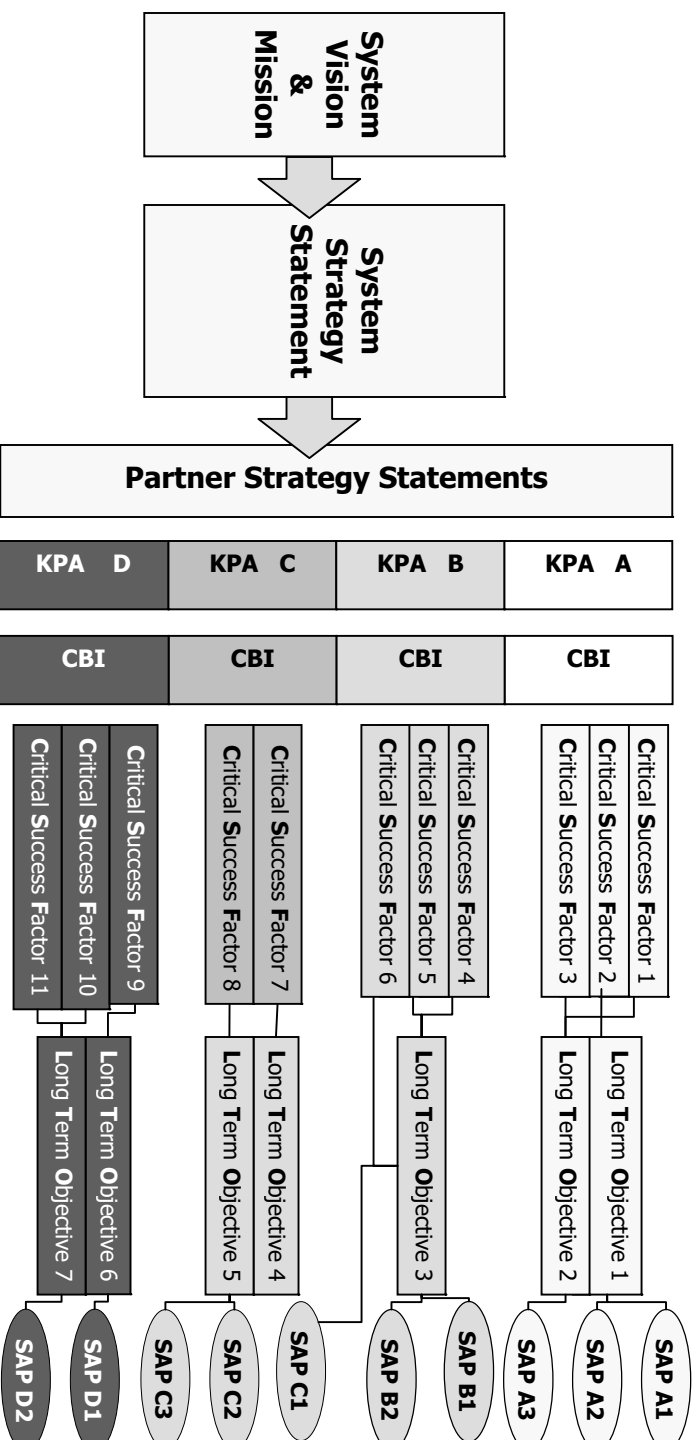 System
Vision
&
Mission
System
Strategy
Statement
Partner Strategy Statements
KPA D
KPA C
KPA B
KPA A
CBI
CBI
CBI
CBI
Critical Success Factor 1
Critical Success Factor 2
Critical Success Factor 3
Critical Success Factor 4
Critical Success Factor 5
Critical Success Factor 6
Critical Success Factor 7
Critical Success Factor 8
Critical Success Factor 9
Critical Success Factor 10
Critical Success Factor 11
Long Term Objective 1
Long Term Objective 2
Long Term Objective 3
Long Term Objective 4
Long Term Objective 5
Long Term Objective 6
Long Term Objective 7
SAP A1
SAP A2
SAP A3
SAP B1
SAP B2
SAP C1
SAP C2
SAP C3
SAP D1
SAP D2